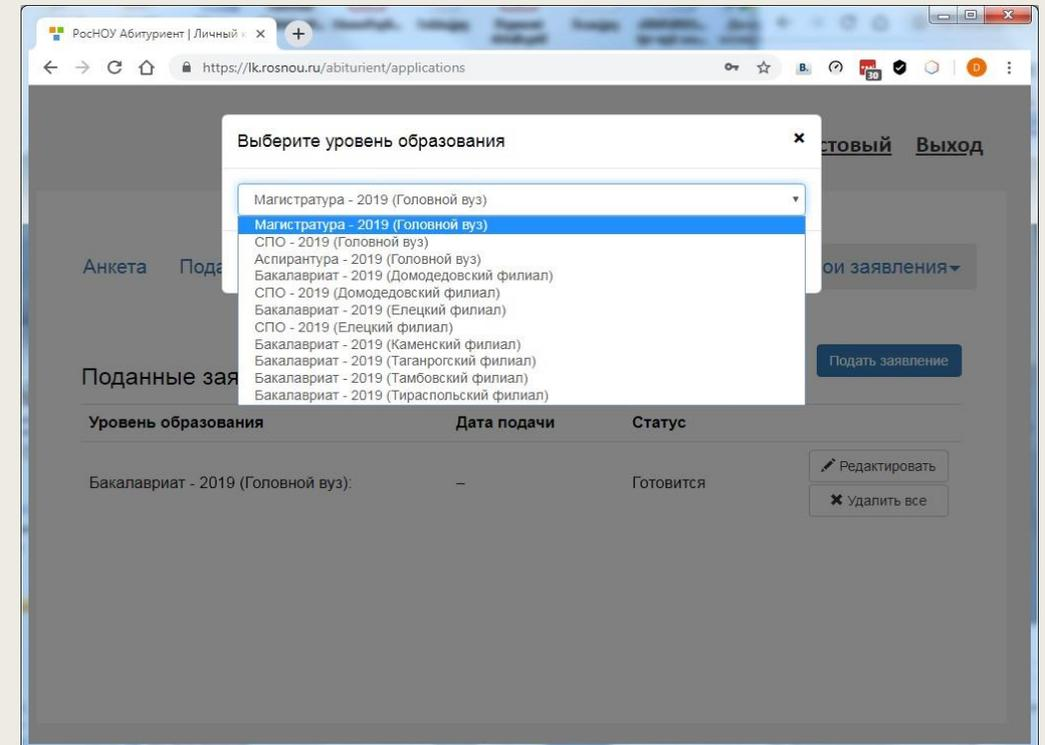 РосНОУ Абитуриент | Личный
https://lk.rosnou.ru/abiturient/applications
B.
30
D
Выберите уровень образования
стовый Выход
Магистратура - 2019 (Головной вуз)
Магистратура - 2019 (Головной вуз)
СПО - 2019 (Головной вуз)
Аспирантура - 2019 (Головной вуз)
Бакалавриат - 2019 (Домодедовский филиал)
СПО - 2019 (Домодедовский филиал)
Бакалавриат - 2019 (Елецкий филиал)
СПО - 2019 (Елецкий филиал)
Бакалавриат - 2019 (Каменский филиал)
Бакалавриат - 2019 (Таганрогский филиал)
Бакалавриат - 2019 (Тамбовский филиал)
Бакалавриат - 2019 (Тираспольский филиал)
Анкета Пода ои заявления
Подать заявление
Поданные зая
Уровень образования Дата подачи Статус
Бакалавриат - 2019 (Головной вуз): – Готовится
Редактировать
Удалить все